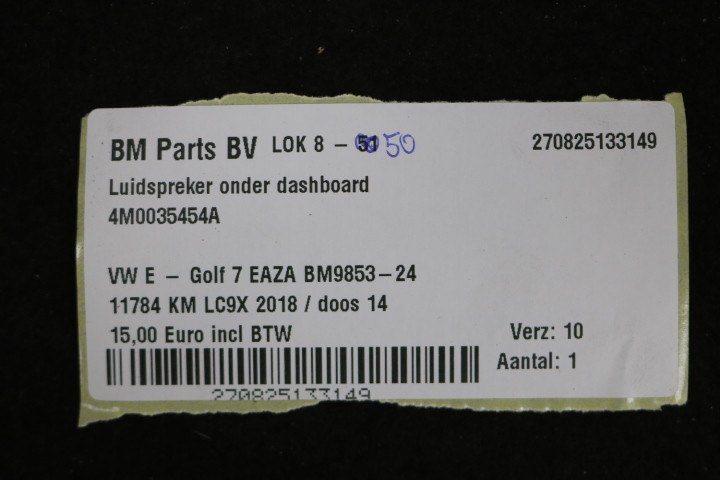 BM Parts BV LOK 8 - 51 50 270825133149
Luidspreker onder dashboard
4M0035454A
VW E - Golf 7 EAZA BM9853-24
11784 KM LC9X 2018 / doos 14
15,00 Euro incl BTW Verz: 10
Aantal: 1
270825133149